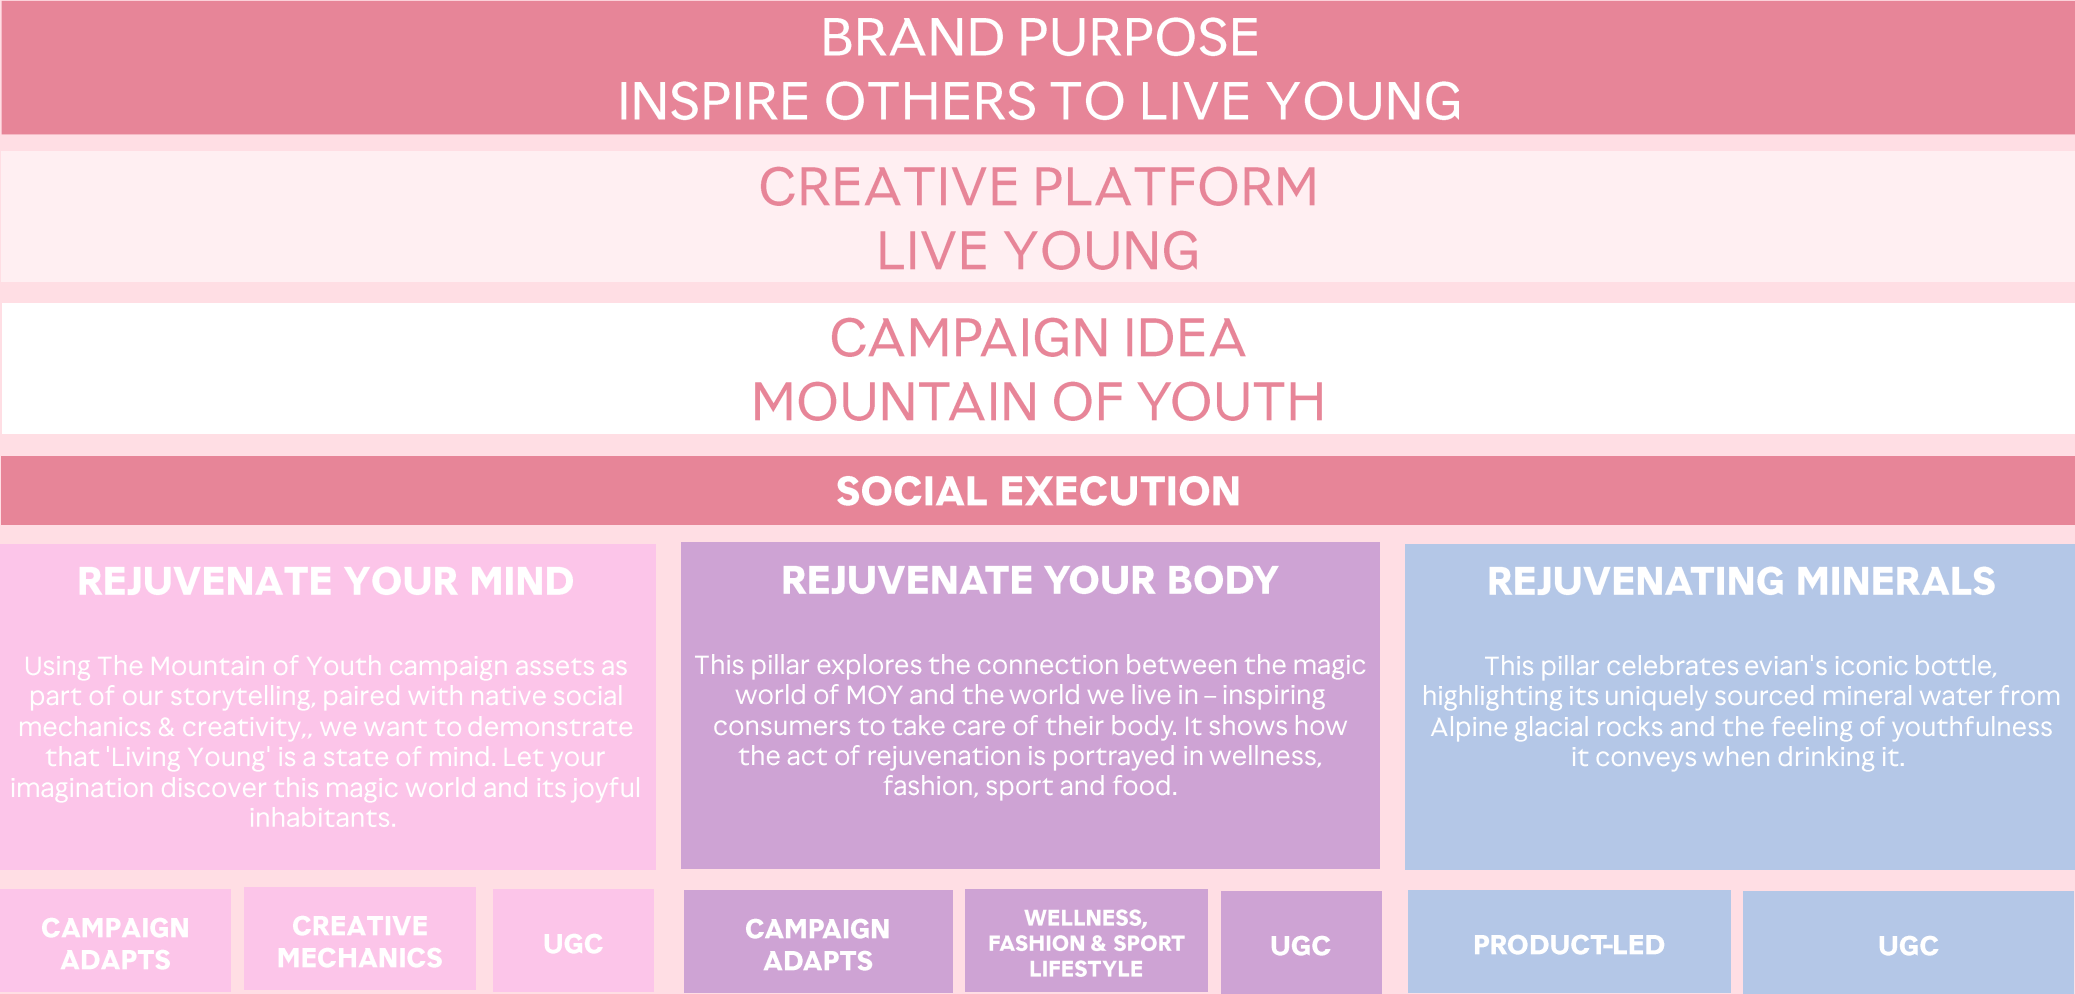 BRAND PURPOSE
INSPIRE OTHERS TO LIVE YOUNG
CREATIVE PLATFORM
LIVE YOUNG
CAMPAIGN IDEA
MOUNTAIN OF YOUTH
SOCIAL EXECUTION
REJUVENATE YOUR MIND
Using The Mountain of Youth campaign assets as
part of our storytelling, paired with native social
mechanics & creativity,, we want to demonstrate
that 'Living Young' is a state of mind. Let your
imagination discover this magic world and its joyful
inhabitants.
REJUVENATE YOUR BODY
This pillar explores the connection between the magic
world of MOY and the world we live in – inspiring
consumers to take care of their body. It shows how
the act of rejuvenation is portrayed in wellness,
fashion, sport and food.
REJUVENATING MINERALS
This pillar celebrates evian's iconic bottle,
highlighting its uniquely sourced mineral water from
Alpine glacial rocks and the feeling of youthfulness
it conveys when drinking it.
CAMPAIGN
ADAPTS
CREATIVE
MECHANICS
UGC
CAMPAIGN
ADAPTS
WELLNESS,
FASHION & SPORT
LIFESTYLE
UGC
PRODUCT-LED
UGC